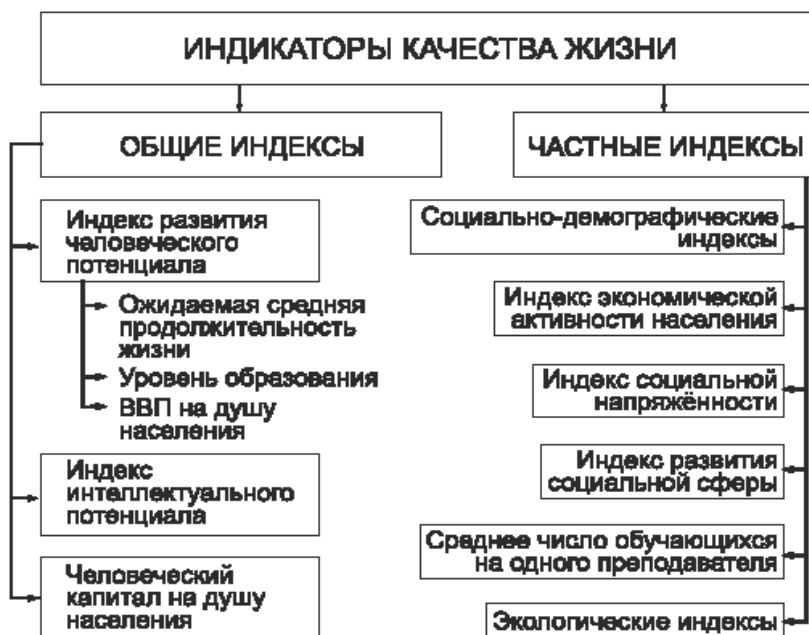 ИНДИКАТОРЫ КАЧЕСТВА ЖИЗНИ
ОБЩИЕ ИНДЕКСЫ
Индекс развития
человеческого
потенциала
Ожидаемая средняя
продолжительность
жизни
Уровень образования
ВВП на душу
населения
Индекс
интеллектуального
потенциала
Человеческий
капитал на душу
населения
ЧАСТНЫЕ ИНДЕКСЫ
Социально-демографические
индексы
Индекс экономической
активности населения
Индекс социальной
напряжённости
Индекс развития
социальной сферы
Среднее число обучающихся
на одного преподавателя
Экологические индексы